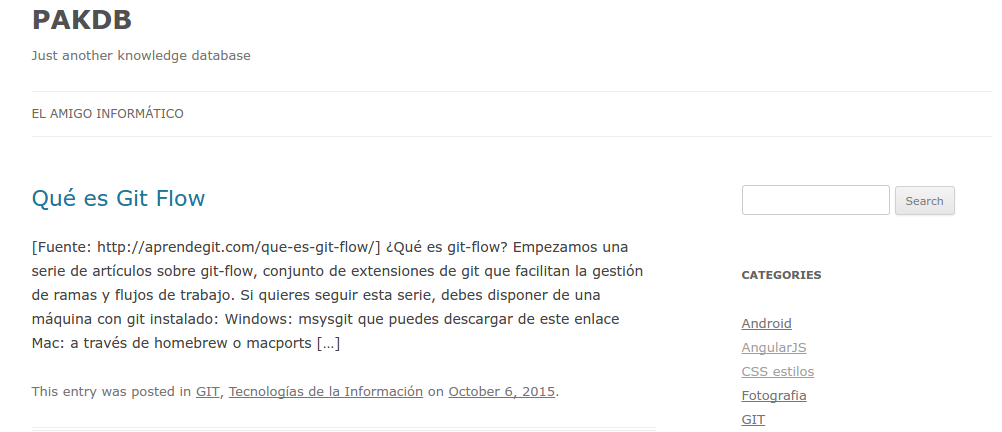 PAKDB
Just another knowledge database
EL AMIGO INFORMÁTICO
Qué es Git Flow
[Fuente: http://aprendegit.com/que-es-git-flow/] ¿Qué es git-flow? Empezamos una
serie de artículos sobre git-flow, conjunto de extensiones de git que facilitan la gestión
de ramas y flujos de trabajo. Si quieres seguir esta serie, debes disponer de una
máquina con git instalado: Windows: msysgit que puedes descargar de este enlace
Mac: a través de homebrew o macports […]
This entry was posted in GIT, Tecnologías de la Información on October 6, 2015.
Search
CATEGORIES
Android
AngularJS
CSS estilos
Fotografia
GIT